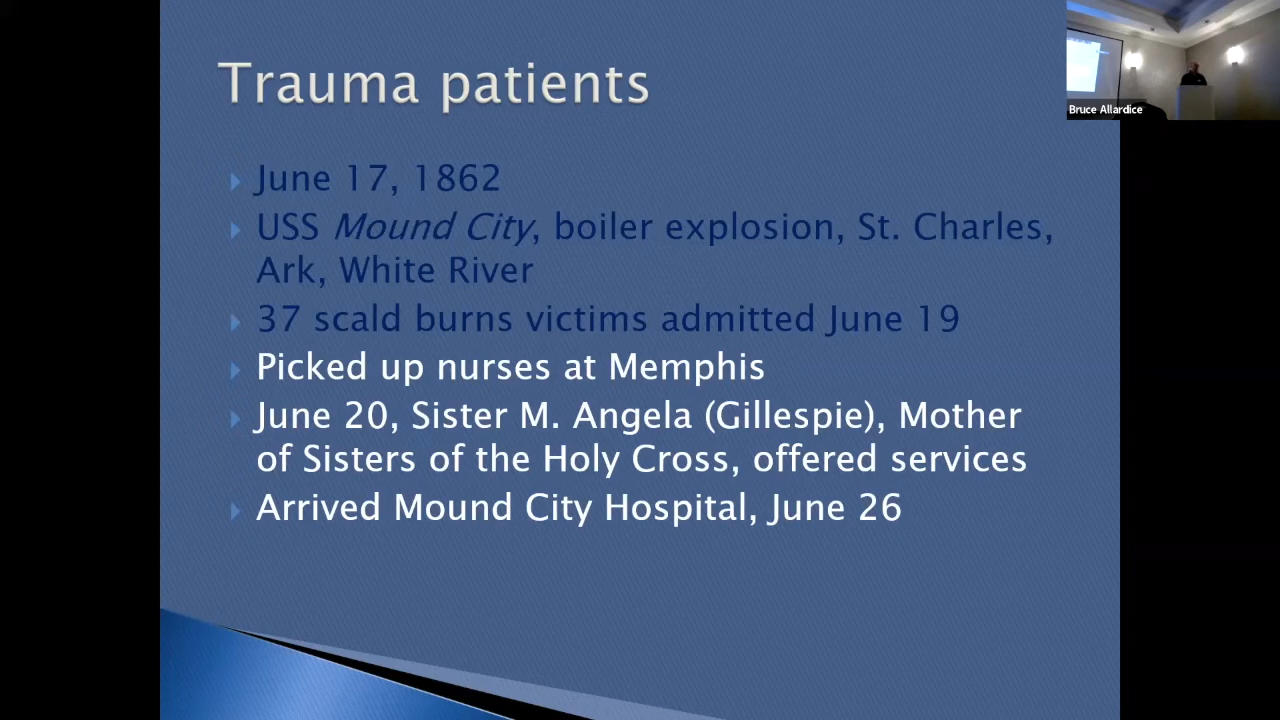 Trauma patients
June 17, 1862
USS Mound City, boiler explosion, St. Charles,
Ark, White River
37 scald burns victims admitted June 19
Picked up nurses at Memphis
June 20, Sister M. Angela (Gillespie), Mother
of Sisters of the Holy Cross, offered services
Arrived Mound City Hospital, June 26
Bruce Allardice